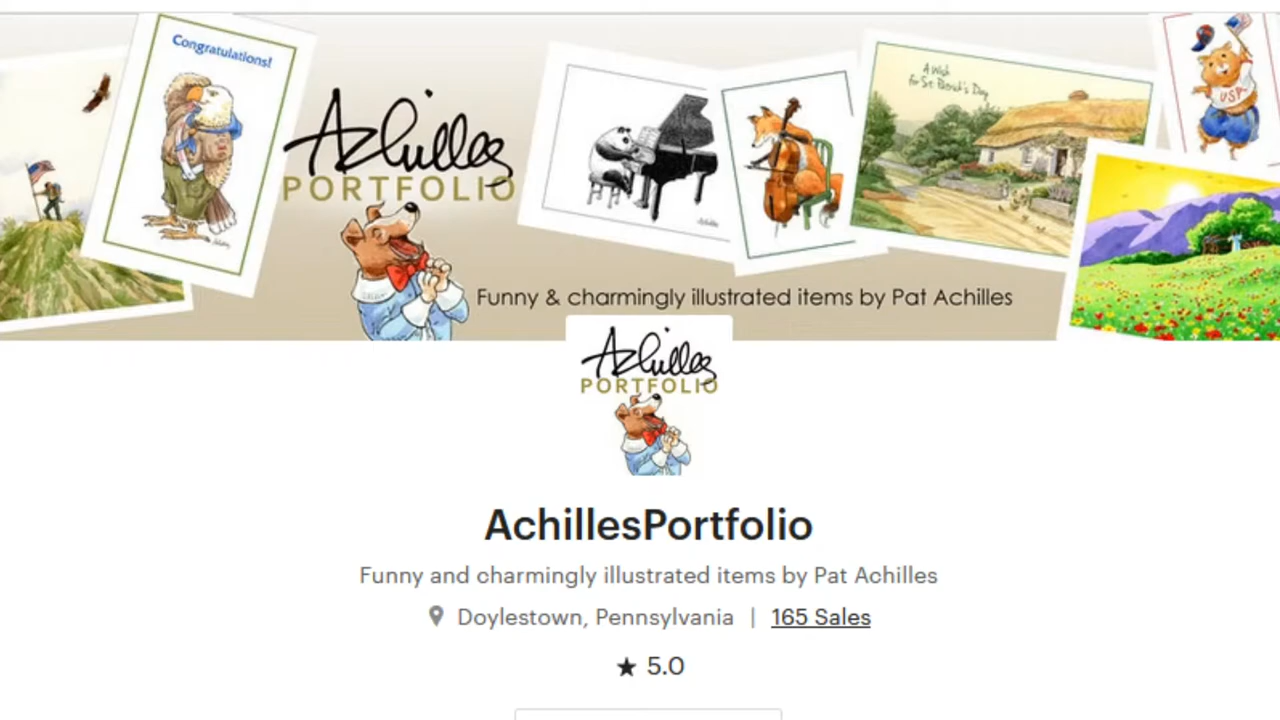 Congratulations!
Achilles
PORTFOLIO
A Wish
for St. Patrick's Day
USA
Funny & charmingly illustrated items by Pat Achilles
Achilles
PORTFOLIO
AchillesPortfolio
Funny and charmingly illustrated items by Pat Achilles
Doylestown, Pennsylvania | 165 Sales
★ 5.0